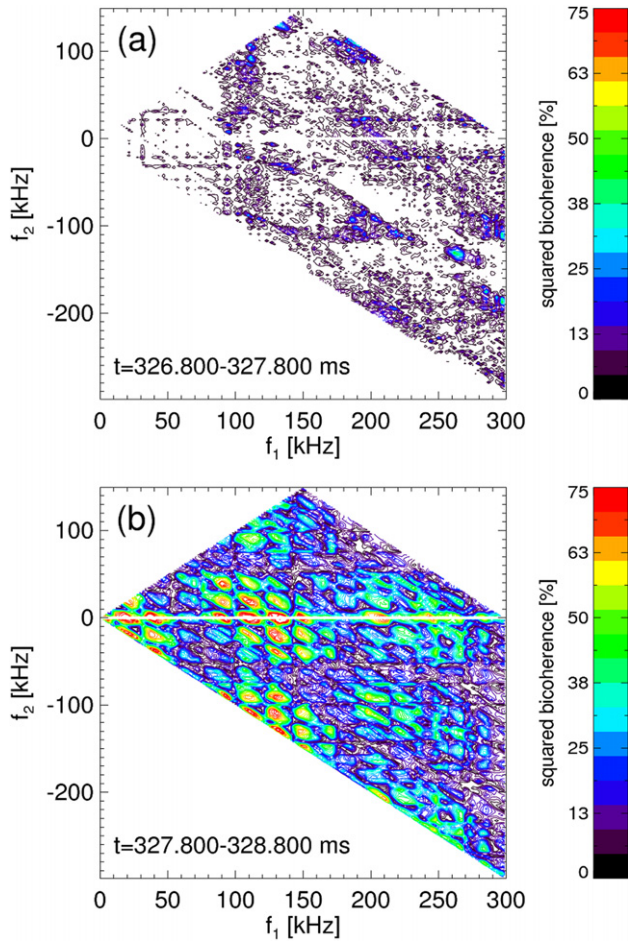 (a)
100
0
-100
-200
f₂ [kHz]
t=326.800-327.800 ms
0 50 100 150 200 250 300
f₁ [kHz]
75
63
50
38
25
13
0
squared bicoherence [%]
(b)
100
0
-100
-200
f₂ [kHz]
t=327.800-328.800 ms
0 50 100 150 200 250 300
f₁ [kHz]
75
63
50
38
25
13
0
squared bicoherence [%]